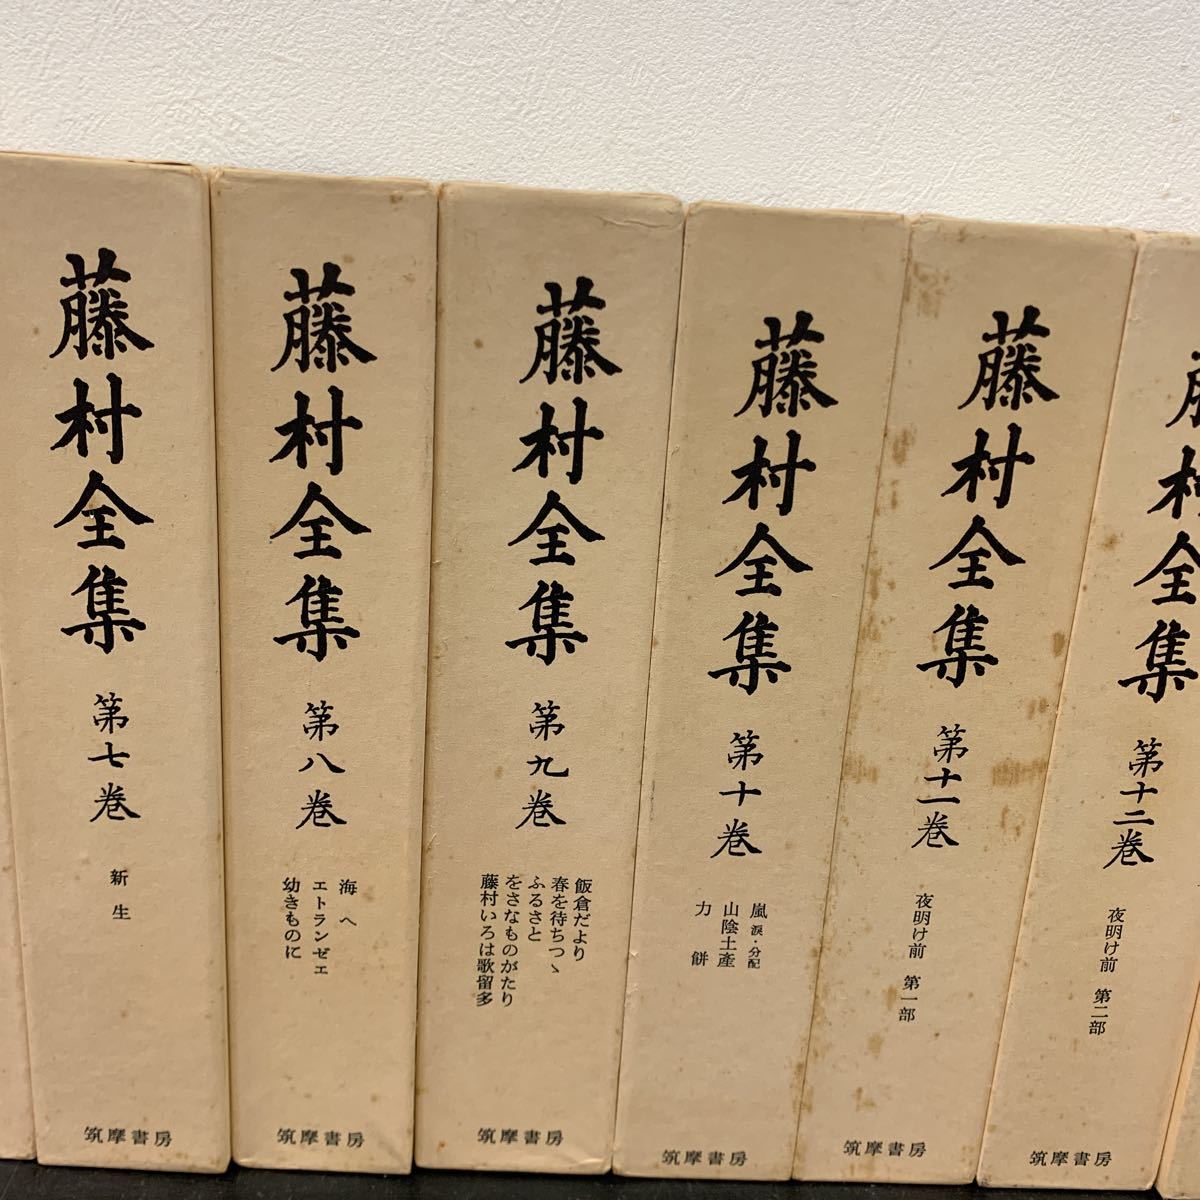 藤村全集 第七巻
新生
筑摩書房
藤村全集 第八巻
海へ
エトランゼエ
幼きものに
筑摩書房
藤村全集 第九巻
飯倉だより
春を待ちつゝ
ふるさと
をさなものがたり
藤村いろは歌留多
筑摩書房
藤村全集 第十巻
嵐 涙・分配
山陰土産
力餅
筑摩書房
藤村全集 第十一巻
夜明け前 第一部
筑摩書房
藤村全集 第十二巻
夜明け前 第二部
筑摩書房